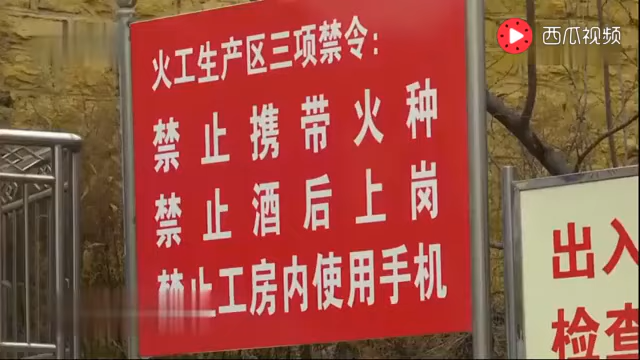 西瓜视频
火工生产区三项禁令：
禁止携带火种
禁止酒后上岗
禁止工房内使用手机
出入
检查